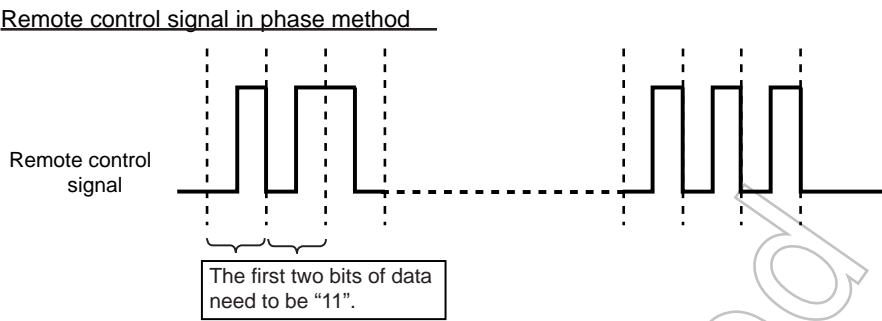 Remote control signal in phase method
Remote control
signal
The first two bits of data
need to be “11”.